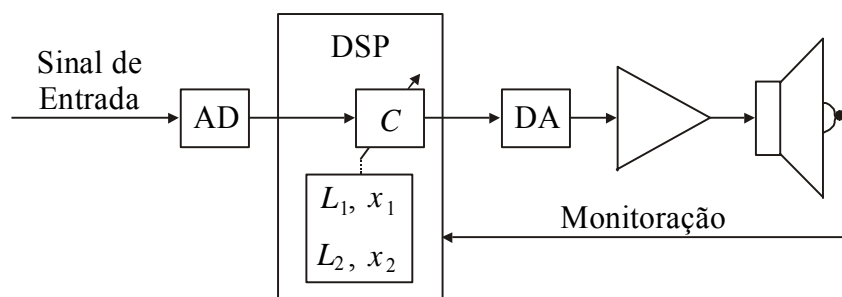 DSP
Sinal de
Entrada
AD
C
DA
L1, x1
L2, x2
Monitoração